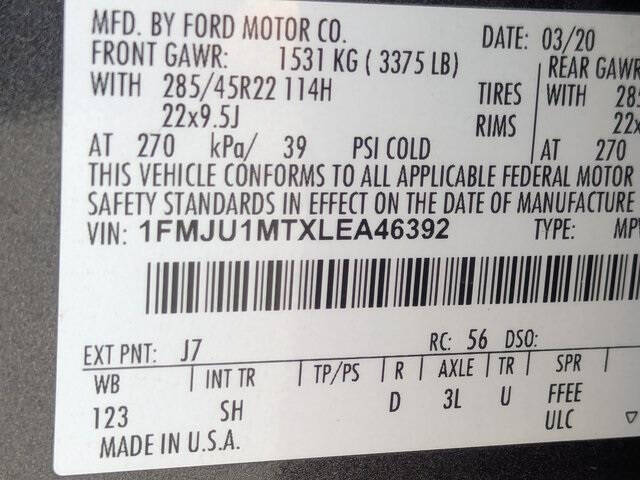 MFD. BY FORD MOTOR CO. DATE: 03/20
FRONT GAWR: 1531 KG ( 3375 LB) REAR GAWR
WITH 285/45R22 114H TIRES WITH 285
22x9.5J RIMS 22x
AT 270 kPa/ 39 PSI COLD AT 270
THIS VEHICLE CONFORMS TO ALL APPLICABLE FEDERAL MOTOR
SAFETY STANDARDS IN EFFECT ON THE DATE OF MANUFACTURE
VIN: 1FMJU1MTXLEA46392 TYPE: MPV
EXT PNT: J7 RC: 56 DSO:
WB INT TR TP/PS R AXLE TR SPR
123 SH D 3L U FFEE
ULC
MADE IN U.S.A.